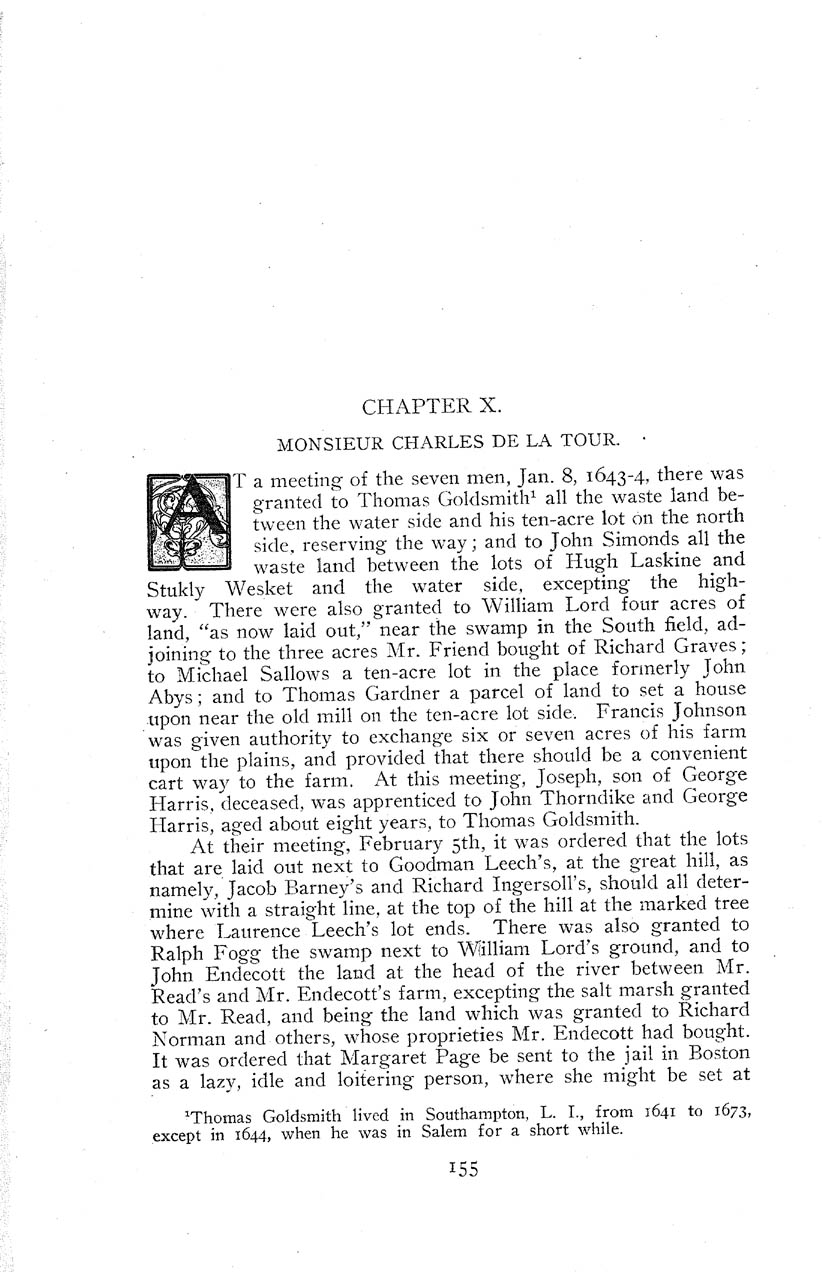 CHAPTER X.
MONSIEUR CHARLES DE LA TOUR.
AT a meeting of the seven men, Jan. 8, 1643-4, there was
granted to Thomas Goldsmith¹ all the waste land be-
tween the water side and his ten-acre lot on the north
side, reserving the way; and to John Simonds all the
waste land between the lots of Hugh Laskine and
Stukly Wesket and the water side, excepting the high-
way. There were also granted to William Lord four acres of
land, "as now laid out," near the swamp in the South field, ad-
joining to the three acres Mr. Friend bought of Richard Graves;
to Michael Sallows a ten-acre lot in the place formerly John
Abys; and to Thomas Gardner a parcel of land to set a house
upon near the old mill on the ten-acre lot side. Francis Johnson
was given authority to exchange six or seven acres of his farm
upon the plains, and provided that there should be a convenient
cart way to the farm. At this meeting, Joseph, son of George
Harris, deceased, was apprenticed to John Thorndike and George
Harris, aged about eight years, to Thomas Goldsmith.
At their meeting, February 5th, it was ordered that the lots
that are laid out next to Goodman Leech's, at the great hill, as
namely, Jacob Barney's and Richard Ingersoll's, should all deter-
mine with a straight line, at the top of the hill at the marked tree
where Laurence Leech's lot ends. There was also granted to
Ralph Fogg the swamp next to William Lord's ground, and to
John Endecott the land at the head of the river between Mr.
Read's and Mr. Endecott's farm, excepting the salt marsh granted
to Mr. Read, and being the land which was granted to Richard
Norman and others, whose proprieties Mr. Endecott had bought.
It was ordered that Margaret Page be sent to the jail in Boston
as a lazy, idle and loitering person, where she might be set at
¹Thomas Goldsmith lived in Southampton, L. I., from 1641 to 1673,
except in 1644, when he was in Salem for a short while.
155